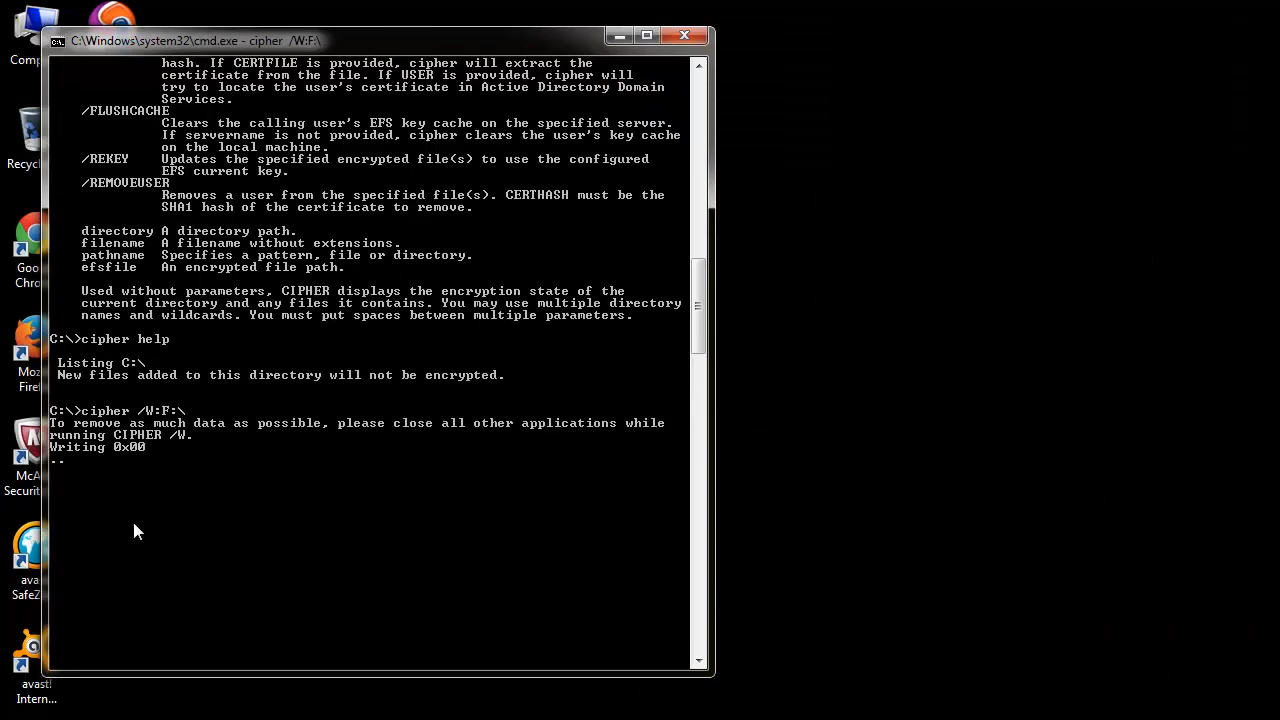 Comp
Recycl
Goo
Chro
Moz
Firef
McA
Securit
ava
SafeZ
avast!
Intern...
C:\Windows\system32\cmd.exe - cipher /W:F:\
hash. If CERTFILE is provided, cipher will extract the
certificate from the file. If USER is provided, cipher will
try to locate the user's certificate in Active Directory Domain
Services.
/FLUSHCACHE
Clears the calling user's EFS key cache on the specified server.
If servername is not provided, cipher clears the user's key cache
on the local machine.
/REKEY Updates the specified encrypted file(s) to use the configured
EFS current key.
/REMOVEUSER
Removes a user from the specified file(s). CERTHASH must be the
SHA1 hash of the certificate to remove.
directory A directory path.
filename A filename without extensions.
pathname Specifies a pattern, file or directory.
efsfile An encrypted file path.
Used without parameters, CIPHER displays the encryption state of the
current directory and any files it contains. You may use multiple directory
names and wildcards. You must put spaces between multiple parameters.
C:\>cipher help
Listing C:\
New files added to this directory will not be encrypted.
C:\>cipher /W:F:\
To remove as much data as possible, please close all other applications while
running CIPHER /W.
Writing 0x00
..